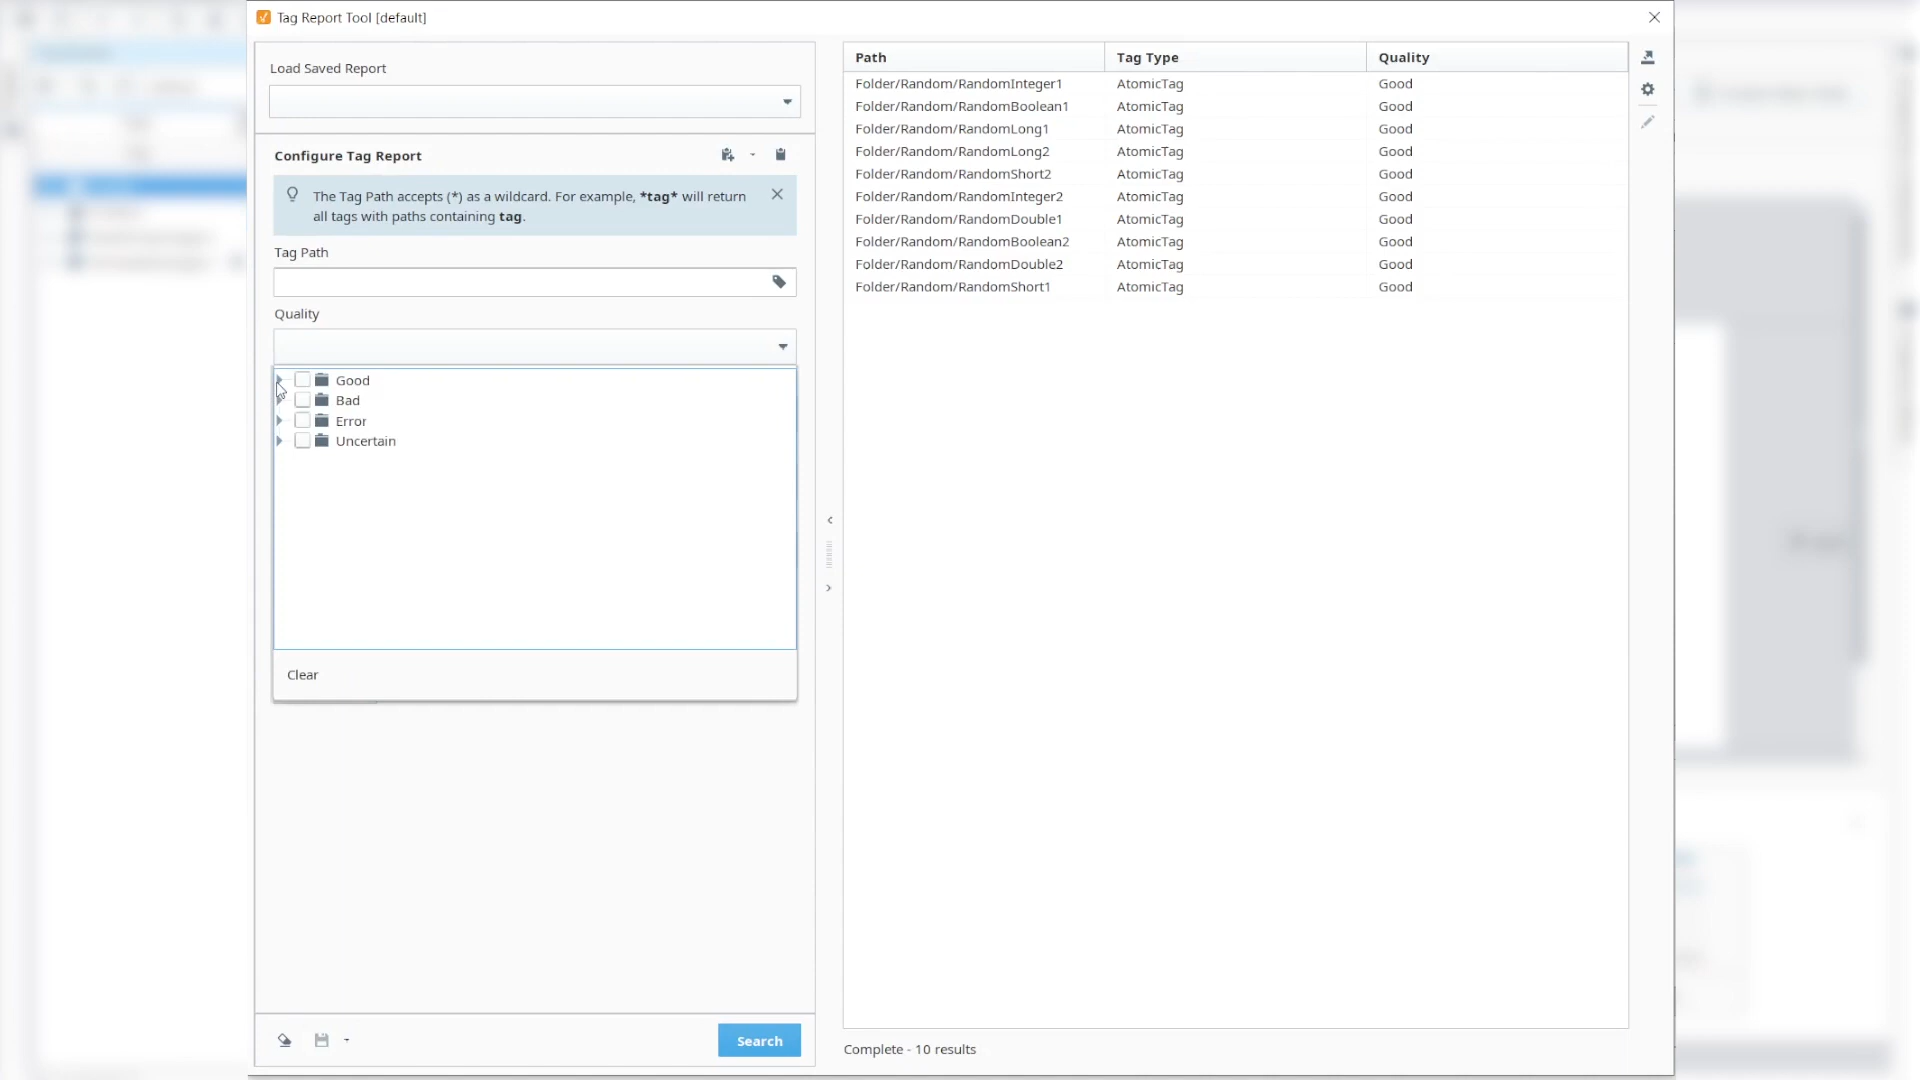 Tag Report Tool [default]
Load Saved Report
Configure Tag Report
The Tag Path accepts (*) as a wildcard. For example, *tag* will return
all tags with paths containing tag.
Tag Path
Quality
Good
Bad
Error
Uncertain
Clear
Search
Path Tag Type Quality
Folder/Random/RandomInteger1 AtomicTag Good
Folder/Random/RandomBoolean1 AtomicTag Good
Folder/Random/RandomLong1 AtomicTag Good
Folder/Random/RandomLong2 AtomicTag Good
Folder/Random/RandomShort2 AtomicTag Good
Folder/Random/RandomInteger2 AtomicTag Good
Folder/Random/RandomDouble1 AtomicTag Good
Folder/Random/RandomBoolean2 AtomicTag Good
Folder/Random/RandomDouble2 AtomicTag Good
Folder/Random/RandomShort1 AtomicTag Good
Complete - 10 results